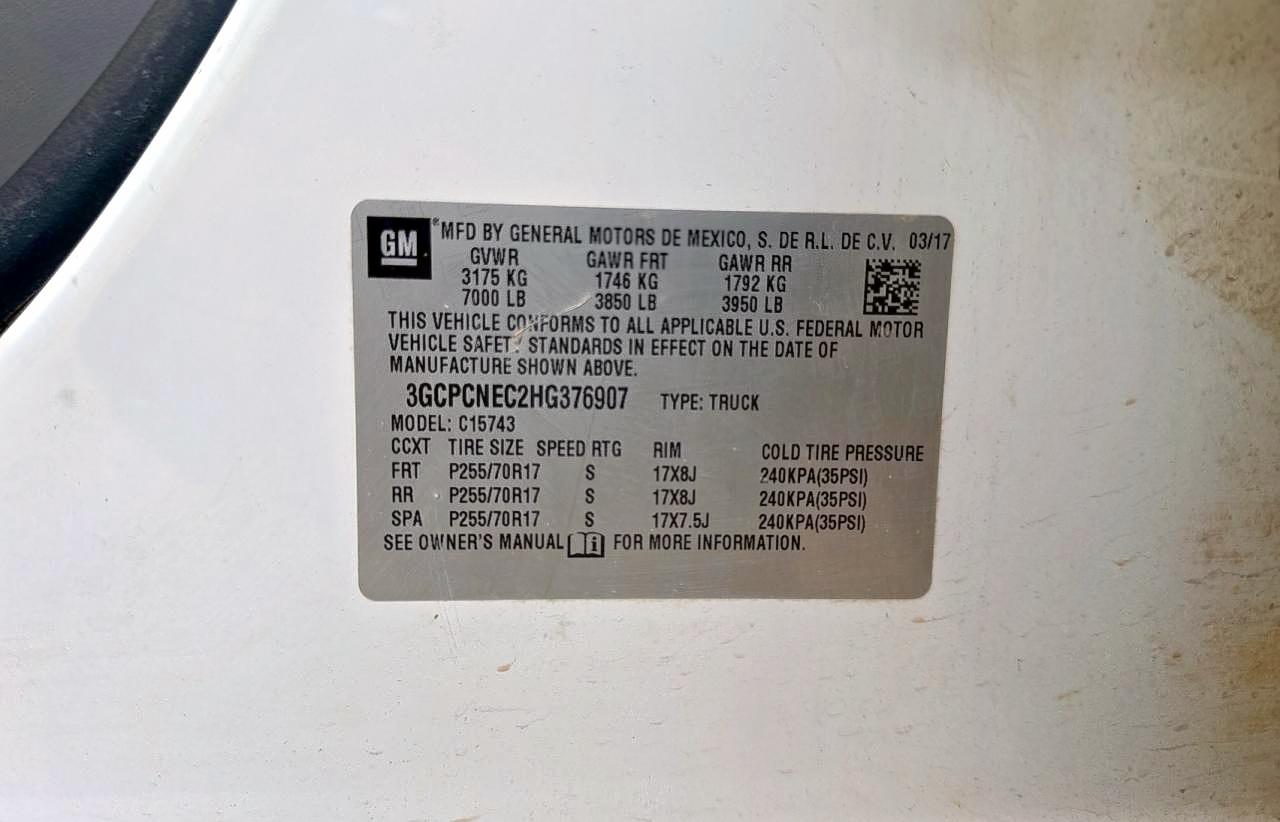 GM ® MFD BY GENERAL MOTORS DE MEXICO, S. DE R.L. DE C.V. 03/17
GVWR GAWR FRT GAWR RR
3175 KG 1746 KG 1792 KG
7000 LB 3850 LB 3950 LB
THIS VEHICLE CONFORMS TO ALL APPLICABLE U.S. FEDERAL MOTOR
VEHICLE SAFETY STANDARDS IN EFFECT ON THE DATE OF
MANUFACTURE SHOWN ABOVE.
3GCPCNEC2HG376907 TYPE: TRUCK
MODEL: C15743
CCXT TIRE SIZE SPEED RTG RIM COLD TIRE PRESSURE
FRT P255/70R17 S 17X8J 240KPA(35PSI)
RR P255/70R17 S 17X8J 240KPA(35PSI)
SPA P255/70R17 S 17X7.5J 240KPA(35PSI)
SEE OWNER'S MANUAL i FOR MORE INFORMATION.